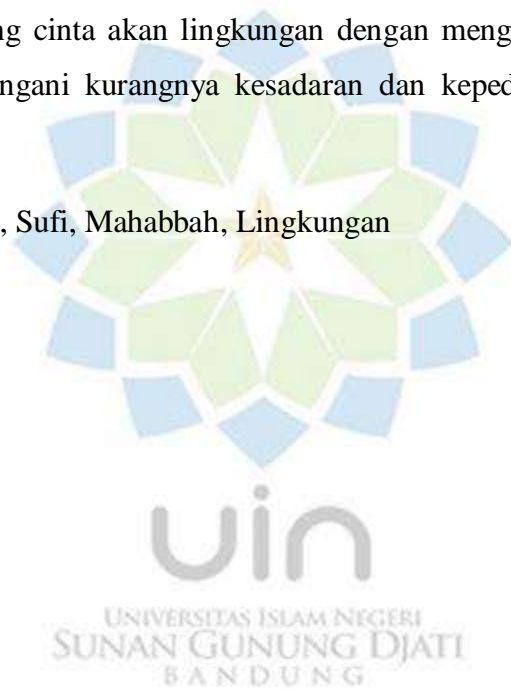 ng cinta akan lingkungan dengan meng
ngani kurangnya kesadaran dan keped
, Sufi, Mahabbah, Lingkungan
uin
UNIVERSITAS ISLAM NEGERI
SUNAN GUNUNG DJATI
BANDUNG